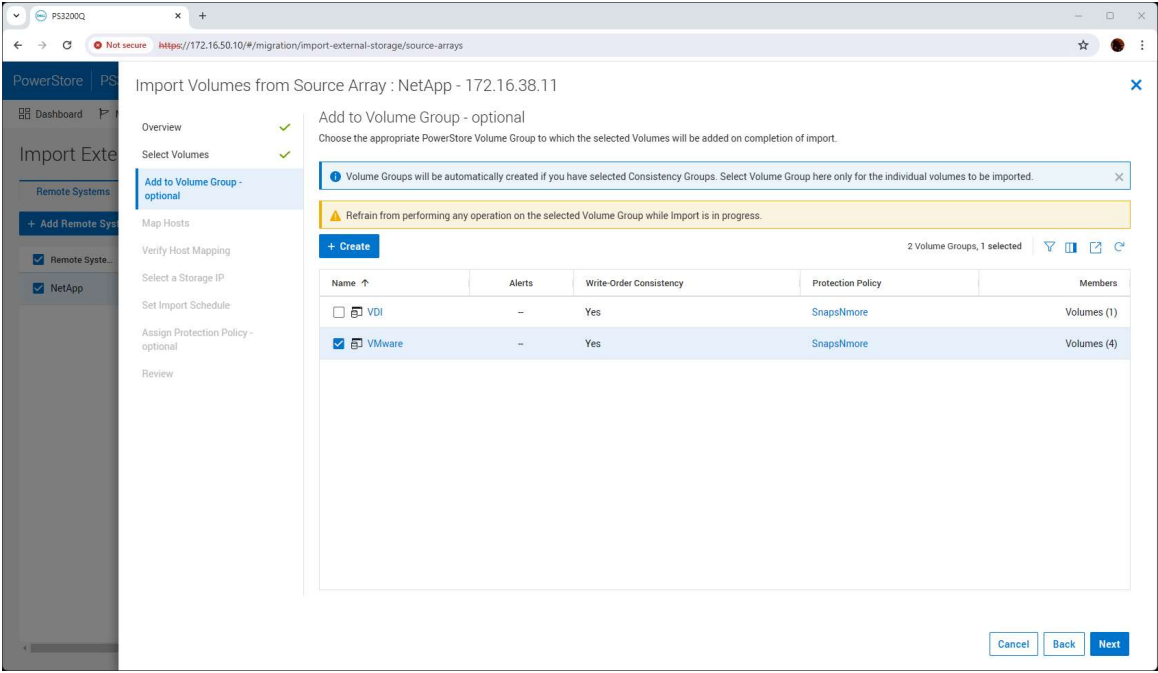 PS3200Q
Not secure https://172.16.50.10/#/migration/import-external-storage/source-arrays
PowerStore PS
Dashboard
Import Exte
Remote Systems
+ Add Remote Syst
Remote Syste...
NetApp
Import Volumes from Source Array : NetApp - 172.16.38.11
Overview
Select Volumes
Add to Volume Group -
optional
Map Hosts
Verify Host Mapping
Select a Storage IP
Set Import Schedule
Assign Protection Policy -
optional
Review
Add to Volume Group - optional
Choose the appropriate PowerStore Volume Group to which the selected Volumes will be added on completion of import.
Volume Groups will be automatically created if you have selected Consistency Groups. Select Volume Group here only for the individual volumes to be imported.
Refrain from performing any operation on the selected Volume Group while Import is in progress.
+ Create
2 Volume Groups, 1 selected
Name Alerts Write-Order Consistency Protection Policy Members
VDI -- Yes SnapsNmore Volumes (1)
VMware -- Yes SnapsNmore Volumes (4)
Cancel Back Next